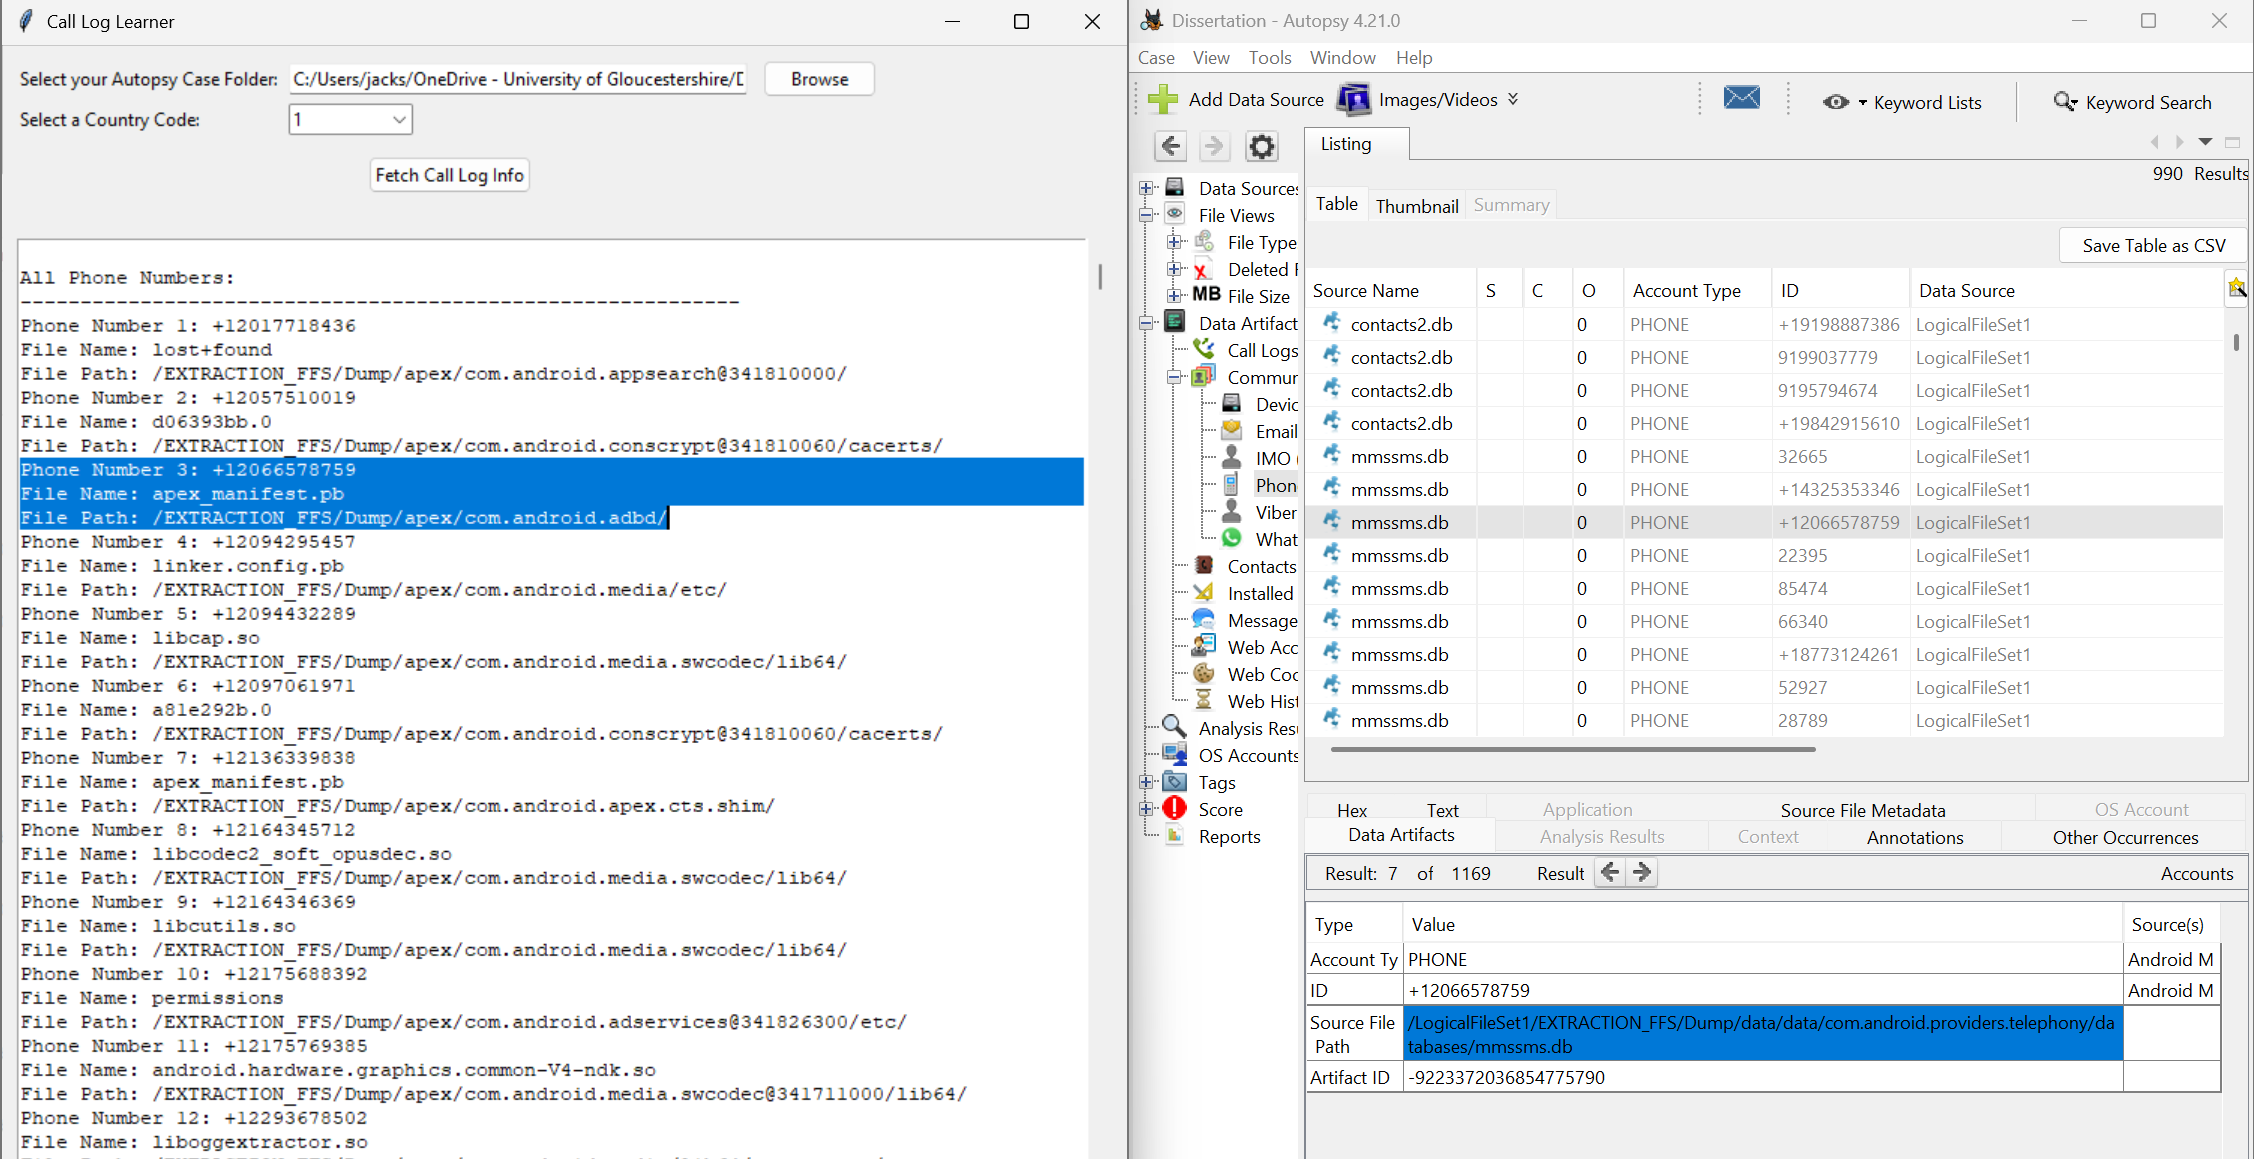 Call Log Learner
Select your Autopsy Case Folder: C:/Users/jacks/OneDrive - University of Gloucestershire/D Browse
Select a Country Code: 1
Fetch Call Log Info
All Phone Numbers:
------------------------------------------------------------
Phone Number 1: +12017718436
File Name: lost+found
File Path: /EXTRACTION_FFS/Dump/apex/com.android.appsearch@341810000/
Phone Number 2: +12057510019
File Name: d06393bb.0
File Path: /EXTRACTION_FFS/Dump/apex/com.android.conscrypt@341810060/cacerts/
Phone Number 3: +12066578759
File Name: apex_manifest.pb
File Path: /EXTRACTION_FFS/Dump/apex/com.android.adbd/
Phone Number 4: +12094295457
File Name: linker.config.pb
File Path: /EXTRACTION_FFS/Dump/apex/com.android.media/etc/
Phone Number 5: +12094432289
File Name: libcap.so
File Path: /EXTRACTION_FFS/Dump/apex/com.android.media.swcodec/lib64/
Phone Number 6: +12097061971
File Name: a81e292b.0
File Path: /EXTRACTION_FFS/Dump/apex/com.android.conscrypt@341810060/cacerts/
Phone Number 7: +12136339838
File Name: apex_manifest.pb
File Path: /EXTRACTION_FFS/Dump/apex/com.android.apex.cts.shim/
Phone Number 8: +12164345712
File Name: libcodec2_soft_opusdec.so
File Path: /EXTRACTION_FFS/Dump/apex/com.android.media.swcodec/lib64/
Phone Number 9: +12164346369
File Name: libcutils.so
File Path: /EXTRACTION_FFS/Dump/apex/com.android.media.swcodec/lib64/
Phone Number 10: +12175688392
File Name: permissions
File Path: /EXTRACTION_FFS/Dump/apex/com.android.adservices@341826300/etc/
Phone Number 11: +12175769385
File Name: android.hardware.graphics.common-V4-ndk.so
File Path: /EXTRACTION_FFS/Dump/apex/com.android.media.swcodec@341711000/lib64/
Phone Number 12: +12293678502
File Name: liboggextractor.so
Dissertation - Autopsy 4.21.0
Case View Tools Window Help
Add Data Source Images/Videos Keyword Lists Keyword Search
Data Sources
File Views
File Type
Deleted F
MB File Size
Data Artifact
Call Logs
Commun
Devic
Email
IMO (
Phon
Viber
What
Contacts
Installed
Message
Web Acc
Web Coo
Web Hist
Analysis Resu
OS Accounts
Tags
Score
Reports
Listing
990 Results
Table Thumbnail Summary
Save Table as CSV
Source Name S C O Account Type ID Data Source
contacts2.db 0 PHONE +19198887386 LogicalFileSet1
contacts2.db 0 PHONE 9199037779 LogicalFileSet1
contacts2.db 0 PHONE 9195794674 LogicalFileSet1
contacts2.db 0 PHONE +19842915610 LogicalFileSet1
mmssms.db 0 PHONE 32665 LogicalFileSet1
mmssms.db 0 PHONE +14325353346 LogicalFileSet1
mmssms.db 0 PHONE +12066578759 LogicalFileSet1
mmssms.db 0 PHONE 22395 LogicalFileSet1
mmssms.db 0 PHONE 85474 LogicalFileSet1
mmssms.db 0 PHONE 66340 LogicalFileSet1
mmssms.db 0 PHONE +18773124261 LogicalFileSet1
mmssms.db 0 PHONE 52927 LogicalFileSet1
mmssms.db 0 PHONE 28789 LogicalFileSet1
Hex Text Application Source File Metadata OS Account
Data Artifacts Analysis Results Context Annotations Other Occurrences
Result: 7 of 1169 Result Accounts
Type Value Source(s)
Account Ty PHONE Android M
ID +12066578759 Android M
Source File Path /LogicalFileSet1/EXTRACTION_FFS/Dump/data/data/com.android.providers.telephony/da
tabases/mmssms.db
Artifact ID -9223372036854775790